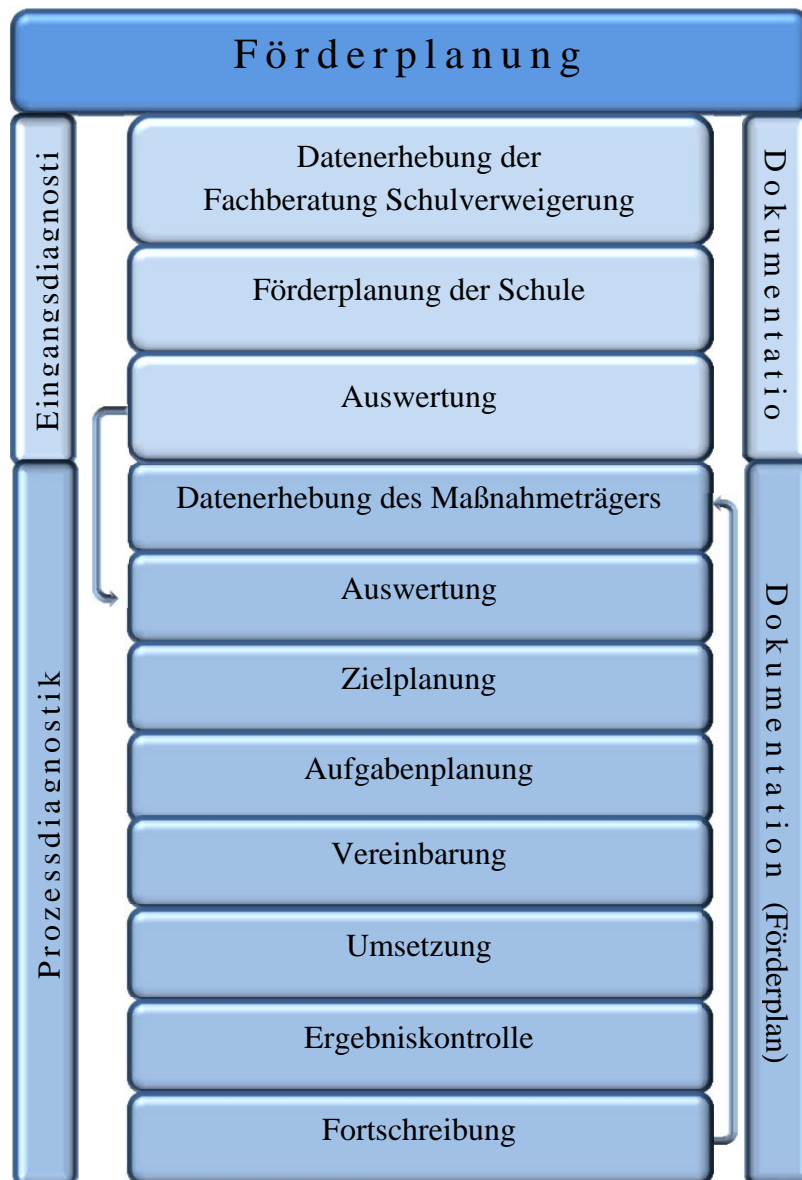 Förderplanung
Eingangsdiagnosti
Datenerhebung der
Fachberatung Schulverweigerung
Förderplanung der Schule
Auswertung
Dokumentatio
Prozessdiagnostik
Datenerhebung des Maßnahmeträgers
Auswertung
Zielplanung
Aufgabenplanung
Vereinbarung
Umsetzung
Ergebniskontrolle
Fortschreibung
Dokumentation (Förderplan)